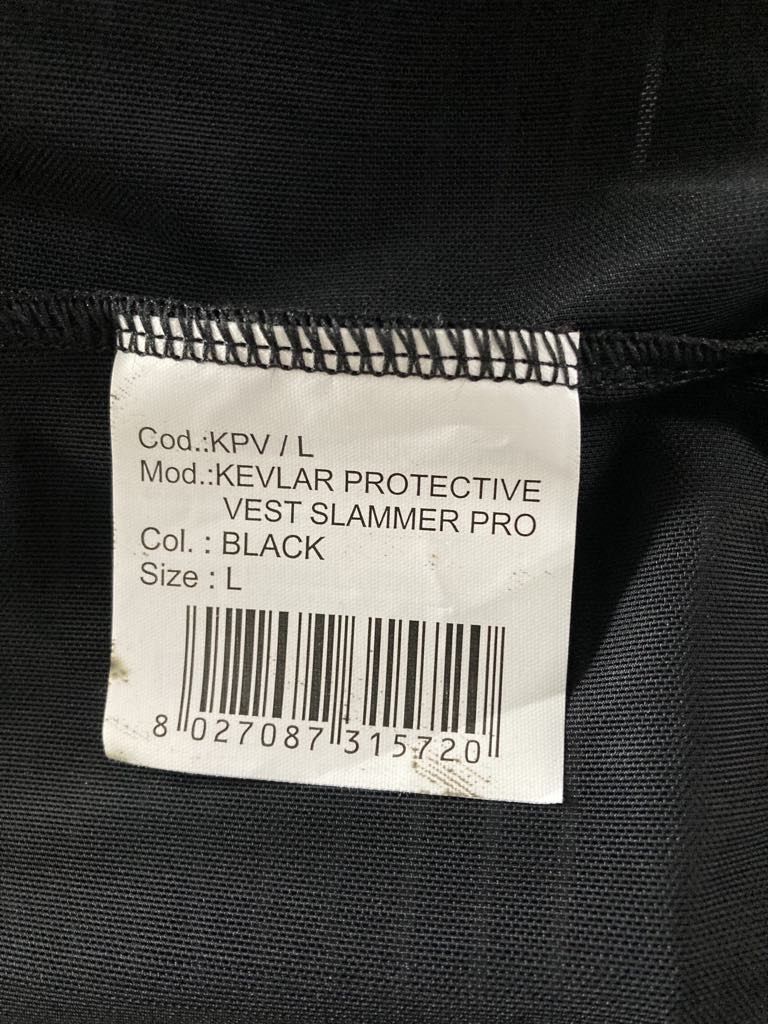 Cod.:KPV / L
Mod.:KEVLAR PROTECTIVE
VEST SLAMMER PRO
Col. : BLACK
Size : L
8 027087 315720